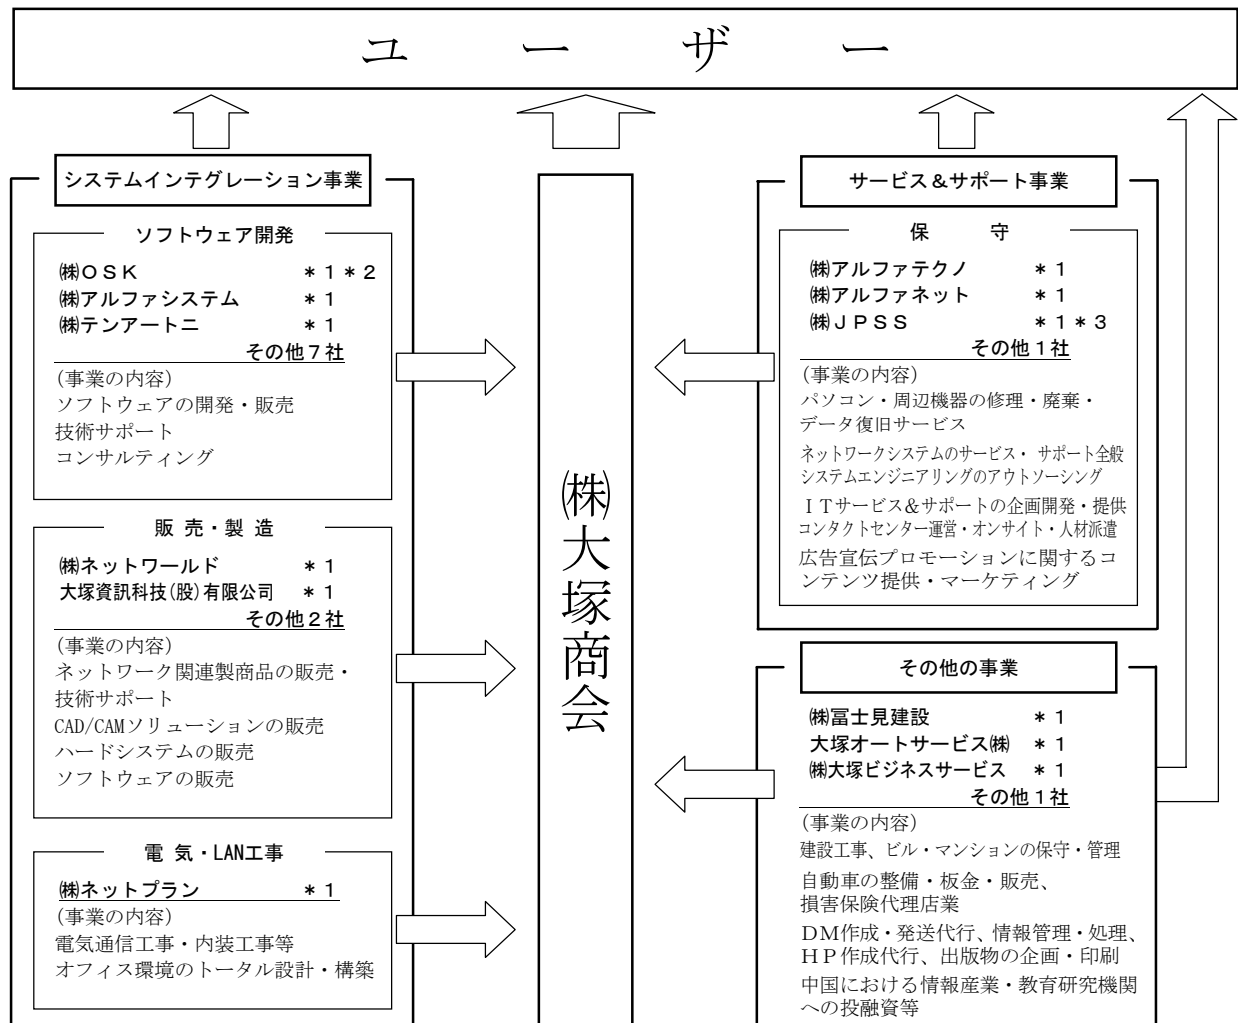 ユーザー
システムインテグレーション事業
ソフトウェア開発
㈱ＯＳＫ ＊１＊２
㈱アルファシステム ＊１
㈱テンアートニ ＊１
その他７社
(事業の内容)
ソフトウェアの開発・販売
技術サポート
コンサルティング
販 売・製 造
㈱ネットワールド ＊１
大塚資訊科技(股)有限公司 ＊１
その他２社
(事業の内容)
ネットワーク関連製商品の販売・
技術サポート
CAD/CAMソリューションの販売
ハードシステムの販売
ソフトウェアの販売
電 気・LAN工事
㈱ネットプラン ＊１
(事業の内容)
電気通信工事・内装工事等
オフィス環境のトータル設計・構築
㈱大塚商会
サービス＆サポート事業
保 守
㈱アルファテクノ ＊１
㈱アルファネット ＊１
㈱ＪＰＳＳ ＊１＊３
その他１社
(事業の内容)
パソコン・周辺機器の修理・廃棄・
データ復旧サービス
ネットワークシステムのサービス・ サポート全般
システムエンジニアリングのアウトソーシング
ＩＴサービス&サポートの企画開発・提供
コンタクトセンター運営・オンサイト・人材派遣
広告宣伝プロモーションに関するコ
ンテンツ提供・マーケティング
その他の事業
㈱冨士見建設 ＊１
大塚オートサービス㈱ ＊１
㈱大塚ビジネスサービス ＊１
その他１社
(事業の内容)
建設工事、ビル・マンションの保守・管理
自動車の整備・板金・販売、
損害保険代理店業
ＤＭ作成・発送代行、情報管理・処理、
ＨＰ作成代行、出版物の企画・印刷
中国における情報産業・教育研究機関
への投融資等